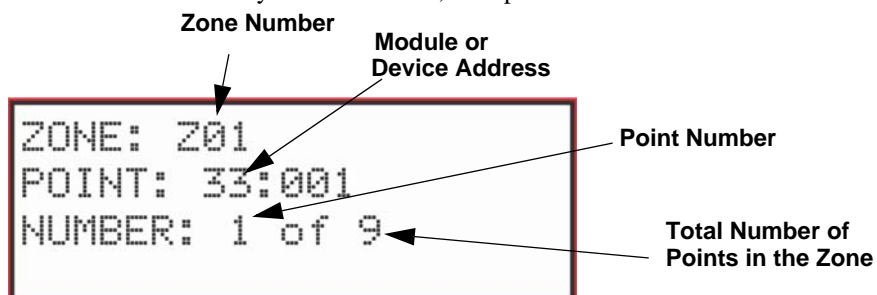 Zone Number
Module or
Device Address
ZONE: Z01
POINT: 33:001
Point Number
NUMBER: 1 of 9
Total Number of
Points in the Zone